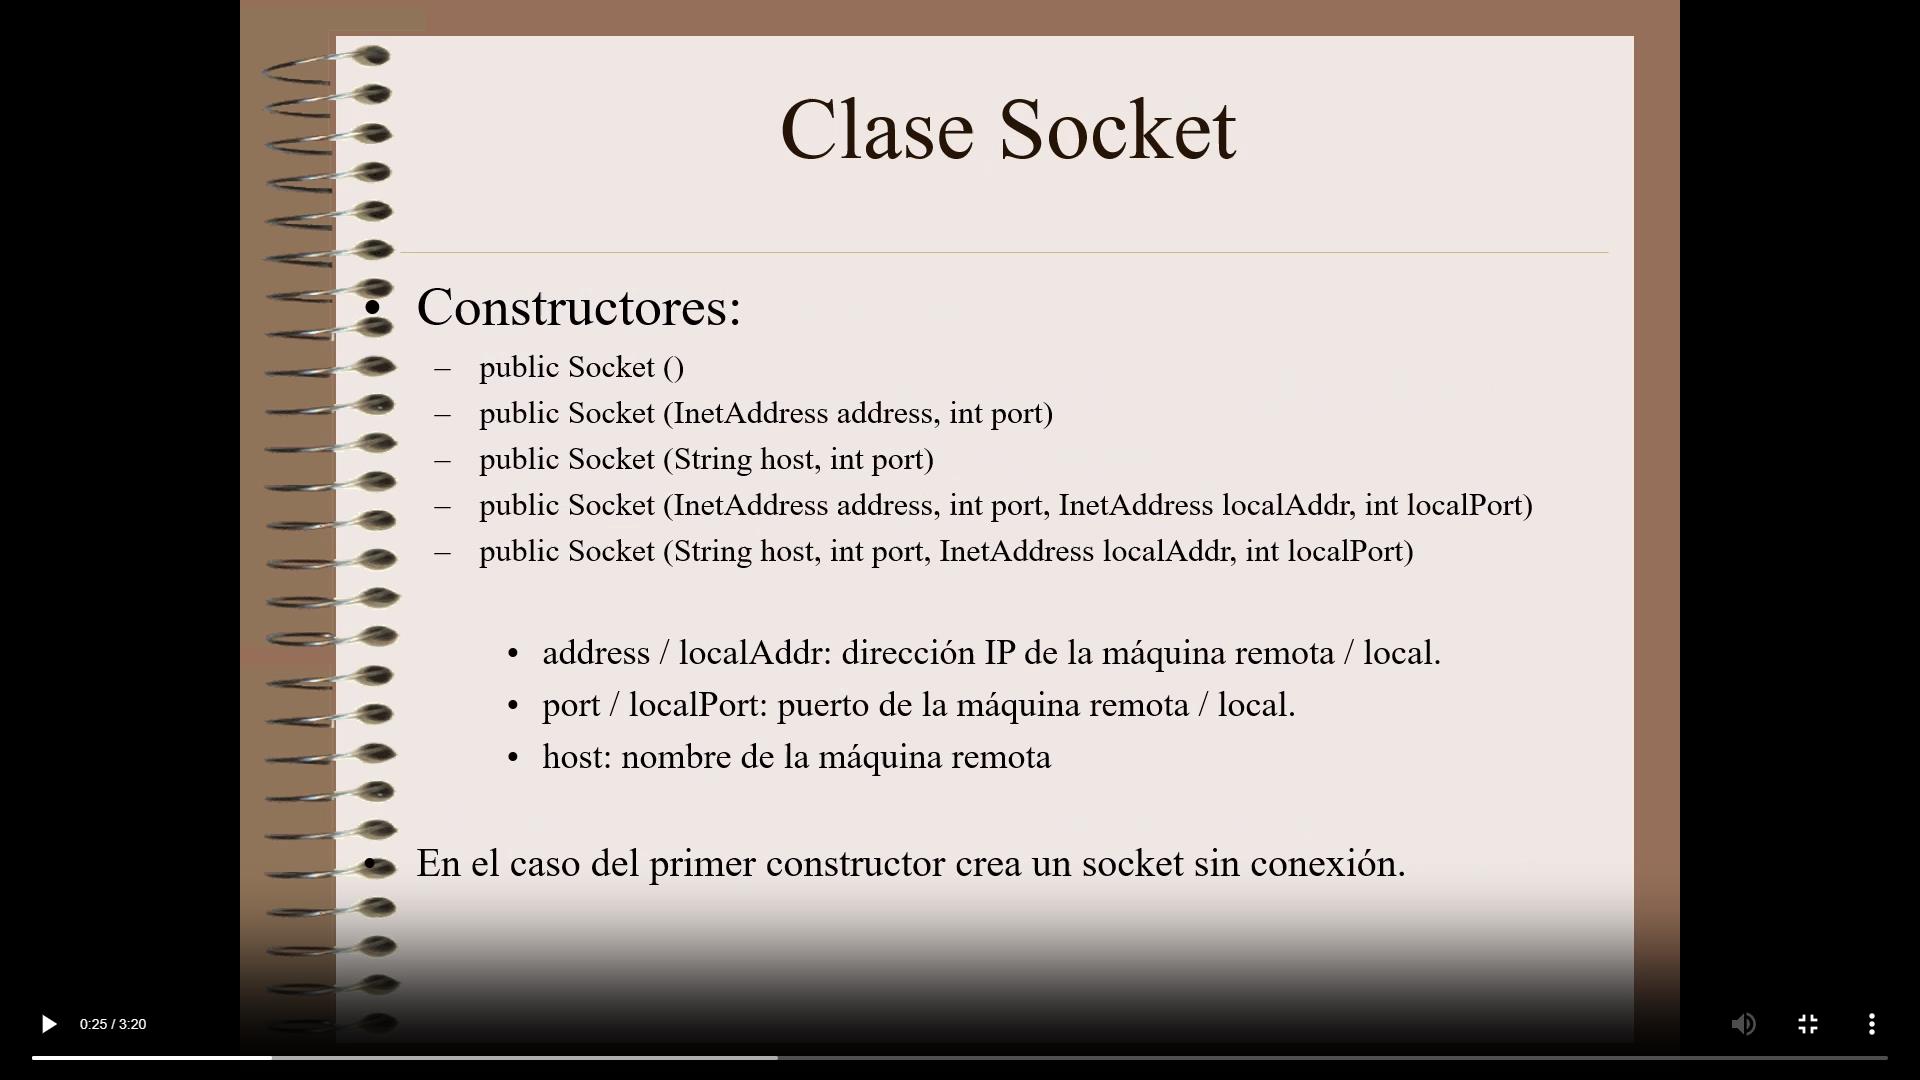 Clase Socket
• Constructores:
– public Socket ()
– public Socket (InetAddress address, int port)
– public Socket (String host, int port)
– public Socket (InetAddress address, int port, InetAddress localAddr, int localPort)
– public Socket (String host, int port, InetAddress localAddr, int localPort)
• address / localAddr: dirección IP de la máquina remota / local.
• port / localPort: puerto de la máquina remota / local.
• host: nombre de la máquina remota
• En el caso del primer constructor crea un socket sin conexión.
0:25 / 3:20